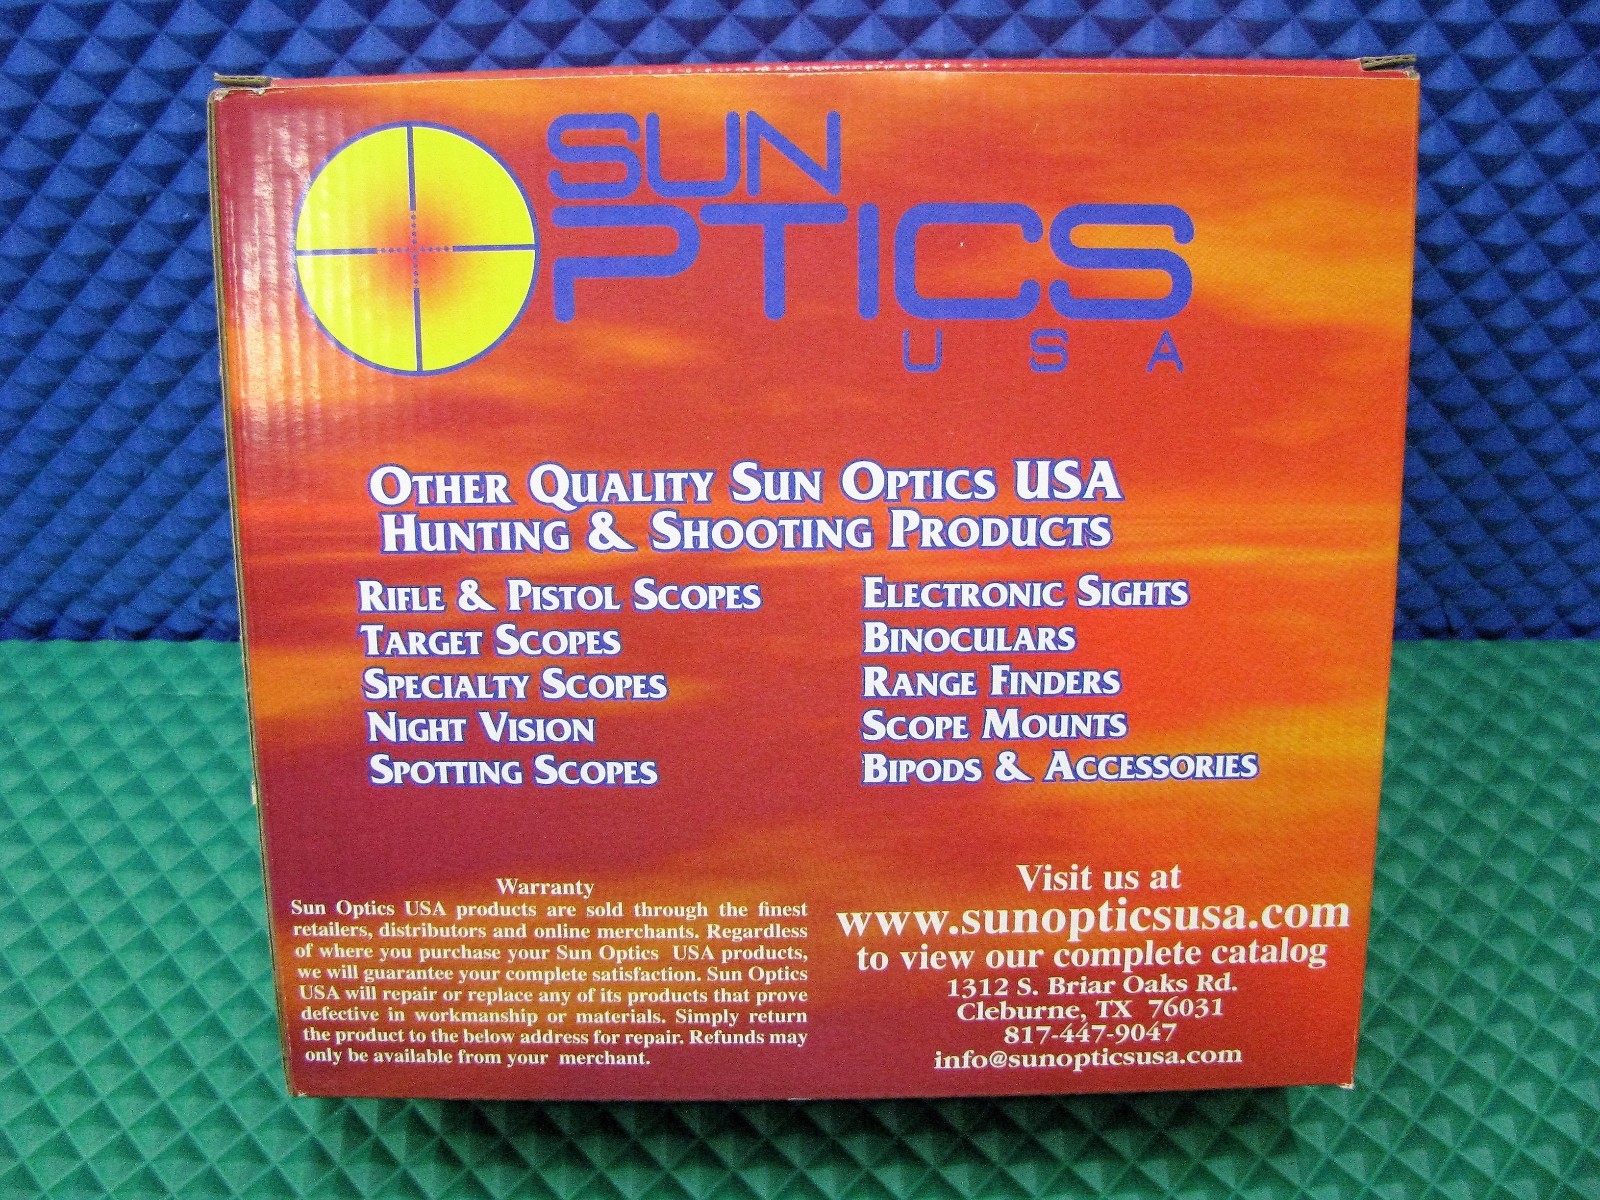 SUN
OPTICS
USA
OTHER QUALITY SUN OPTICS USA
HUNTING & SHOOTING PRODUCTS
RIFLE & PISTOL SCOPES
TARGET SCOPES
SPECIALTY SCOPES
NIGHT VISION
SPOTTING SCOPES
ELECTRONIC SIGHTS
BINOCULARS
RANGE FINDERS
SCOPE MOUNTS
BIPODS & ACCESSORIES
Warranty
Sun Optics USA products are sold through the finest
retailers, distributors and online merchants. Regardless
of where you purchase your Sun Optics USA products,
we will guarantee your complete satisfaction. Sun Optics
USA will repair or replace any of its products that prove
defective in workmanship or materials. Simply return
the product to the below address for repair. Refunds may
only be available from your merchant.
Visit us at
www.sunopticsusa.com
to view our complete catalog
1312 S. Briar Oaks Rd.
Cleburne, TX 76031
817-447-9047
info@sunopticsusa.com